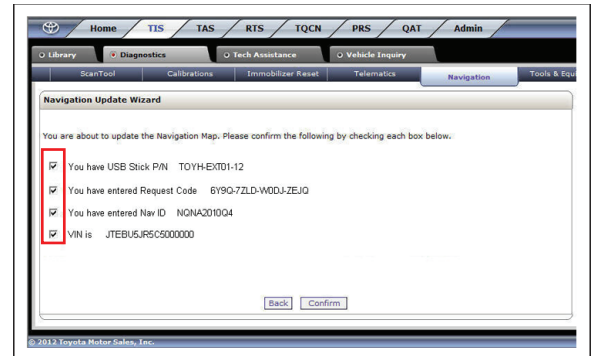 Home TIS TAS RTS TQCN PRS QAT Admin
Library Diagnostics Tech Assistance Vehicle Inquiry
ScanTool Calibrations Immobilizer Reset Telematics Navigation Tools & Equi
Navigation Update Wizard
You are about to update the Navigation Map. Please confirm the following by checking each box below.
You have USB Stick P/N TOYH-EXT01-12
You have entered Request Code 6Y9Q-7ZLD-W0DJ-ZEJQ
You have entered Nav ID NQNA2010Q4
VIN is JTEBU5JR5C5000000
Back Confirm
© 2012 Toyota Motor Sales, Inc.